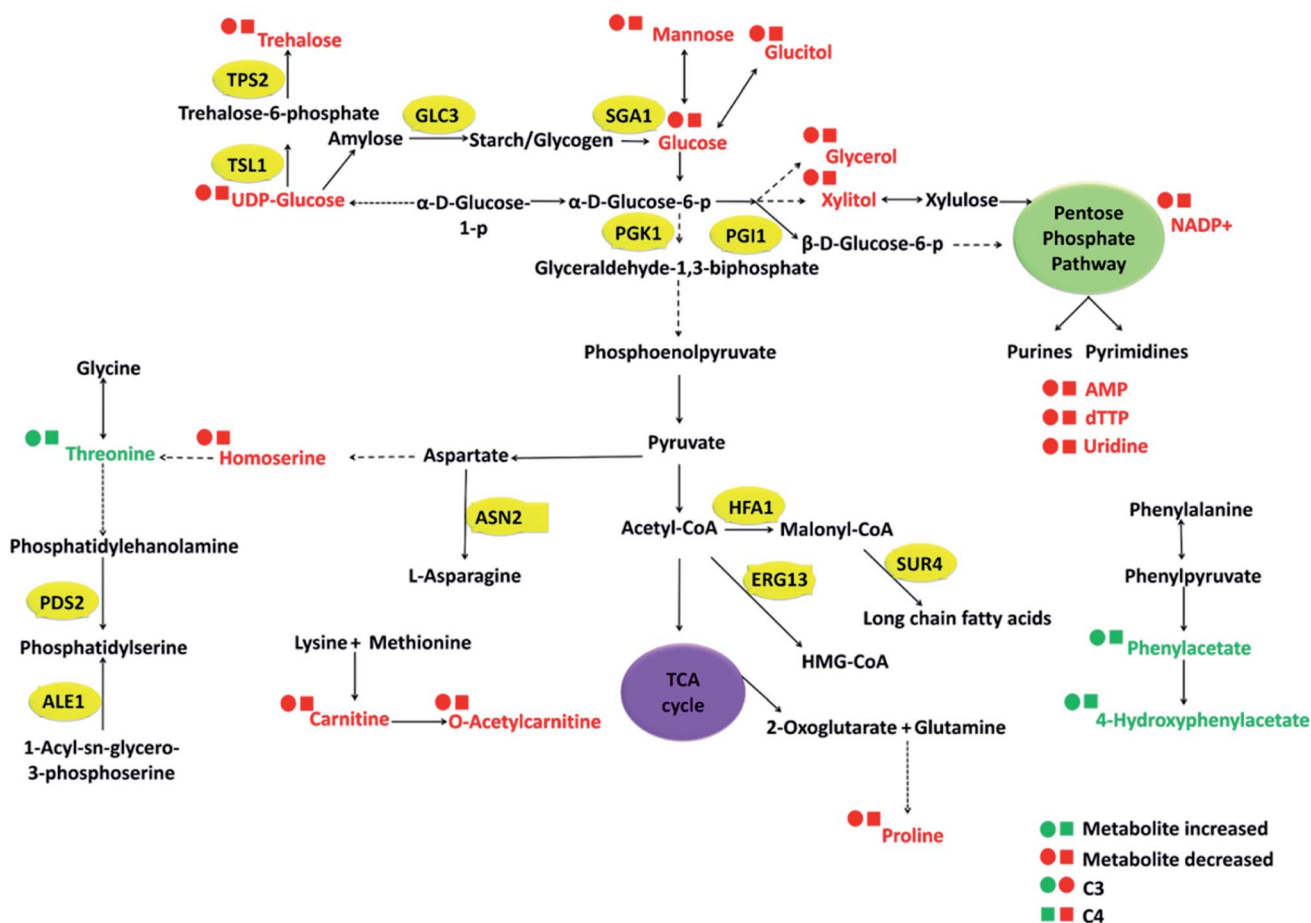 Trehalose
Mannose
Glucitol
TPS2
Trehalose-6-phosphate
GLC3
SGA1
Amylose
Starch/Glycogen
Glucose
Glycerol
TSL1
UDP-Glucose
α-D-Glucose-
1-p
α-D-Glucose-6-p
Xylitol
Xylulose
Pentose
Phosphate
Pathway
NADP+
PGK1
PGI1
β-D-Glucose-6-p
Glyceraldehyde-1,3-biphosphate
Phosphoenolpyruvate
Purines Pyrimidines
AMP
dTTP
Uridine
Glycine
Threonine
Homoserine
Aspartate
Pyruvate
ASN2
L-Asparagine
Acetyl-CoA
HFA1
Malonyl-CoA
ERG13
SUR4
Long chain fatty acids
HMG-CoA
Phenylalanine
Phenylpyruvate
Phenylacetate
4-Hydroxyphenylacetate
Phosphatidylehanolamine
PDS2
Phosphatidylserine
ALE1
1-Acyl-sn-glycero-
3-phosphoserine
Lysine + Methionine
Carnitine
O-Acetylcarnitine
TCA
cycle
2-Oxoglutarate + Glutamine
Proline
Metabolite increased
Metabolite decreased
C3
C4